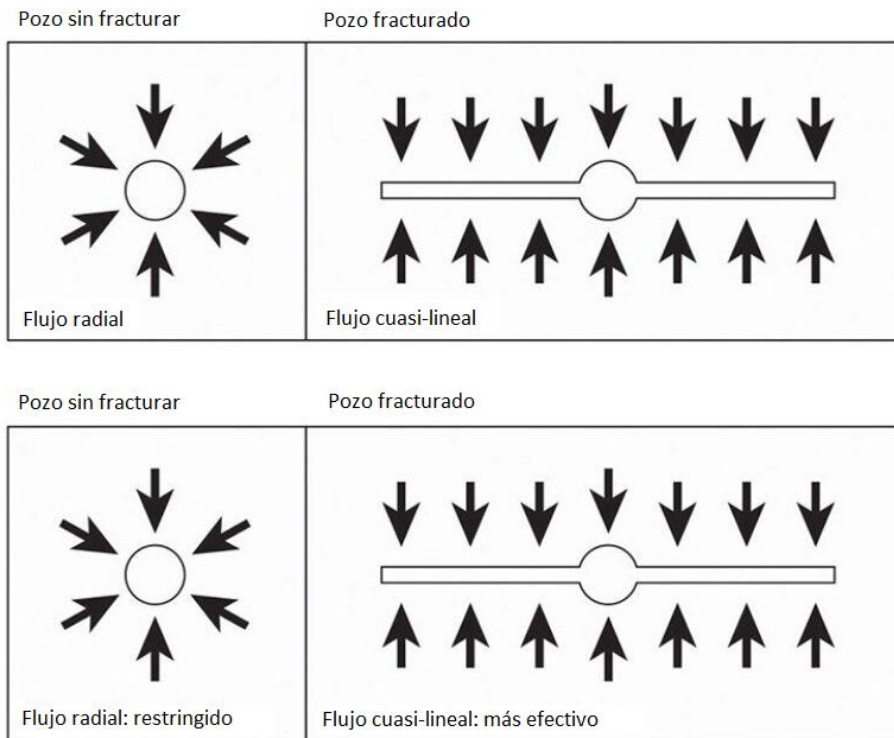 Pozo sin fracturar
Pozo fracturado
Flujo radial
Flujo cuasi-lineal
Pozo sin fracturar
Pozo fracturado
Flujo radial: restringido
Flujo cuasi-lineal: más efectivo